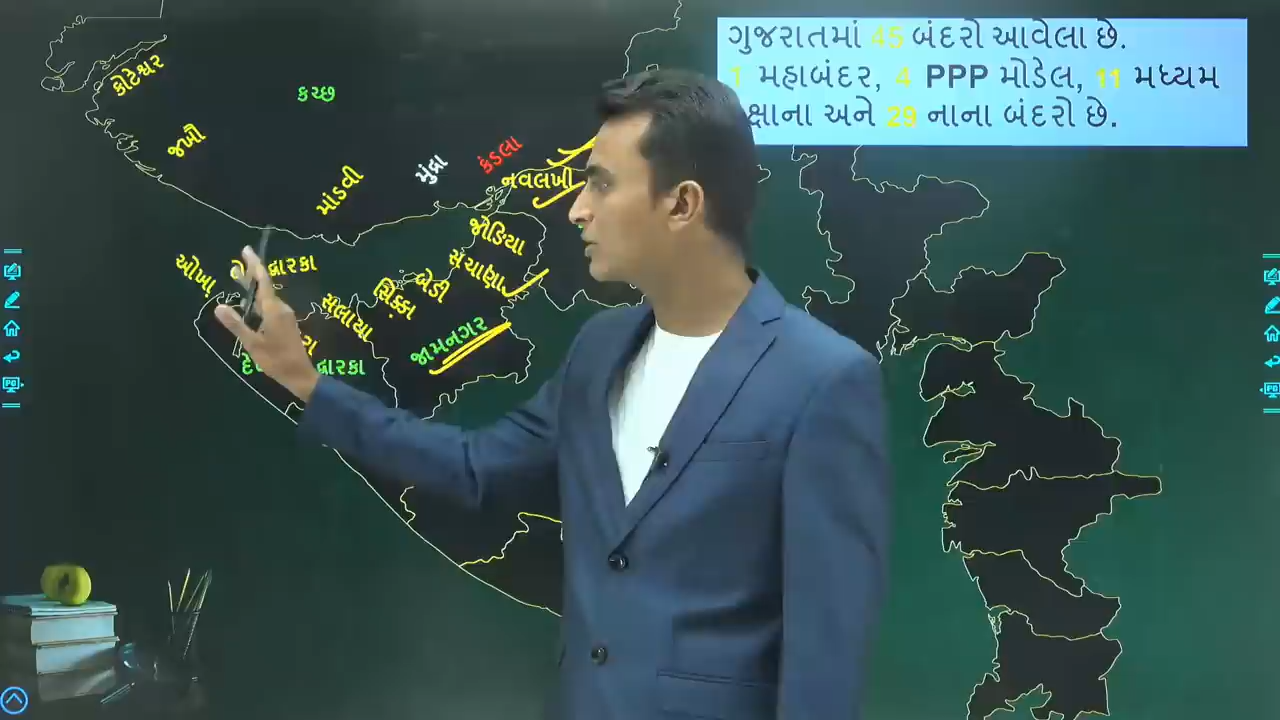 ગુજરાતમાં 45 બંદરો આવેલા છે.
1 મહાબંદર, 4 PPP મોડેલ, 11 મધ્યમ
ક્ષાના અને 29 નાના બંદરો છે.
કોટેશ્વર
કચ્છ
જખૌ
માંડવી
મુંદ્રા
કંડલા
નવલખી
જોડિયા
સચાણા
ઓખા
દ્વારકા
સલાયા
સિક્કા
બેડી
જામનગર
દ્વારકા